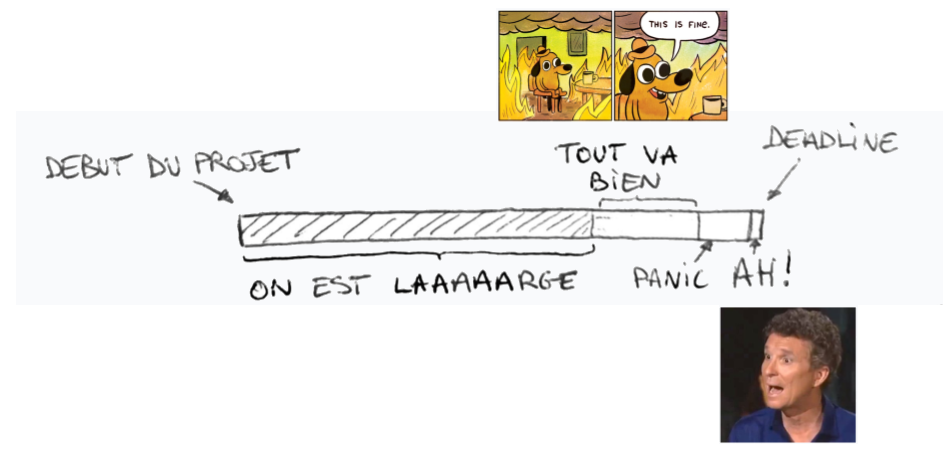 THIS IS FINE.
DEBUT DU PROJET
TOUT VA
BiEN
DEADLiNE
ON EST LAAAAARGE
PANiC
AH!